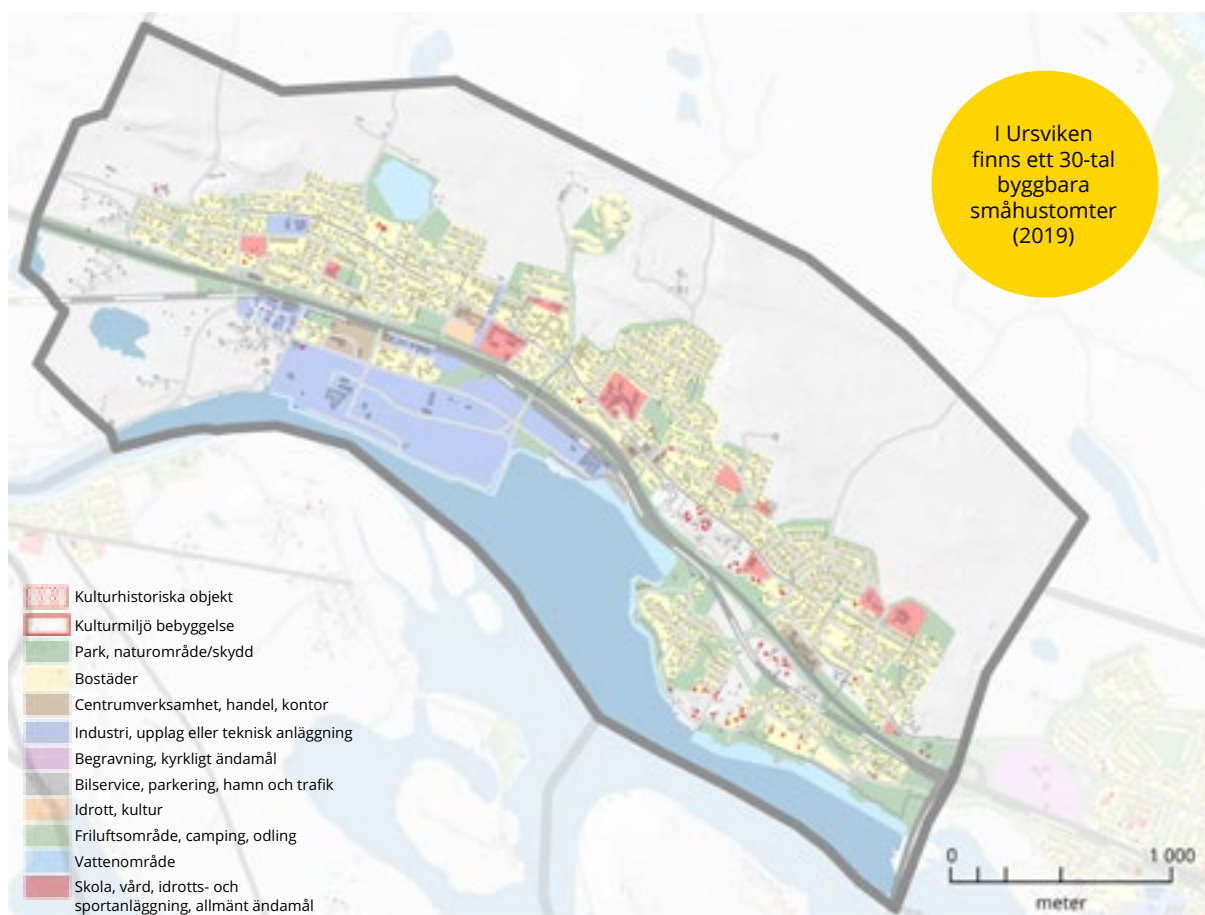 I Ursviken
finns ett 30-tal
byggbara
småhustomter
(2019)
Kulturhistoriska objekt
Kulturmiljö bebyggelse
Park, naturområde/skydd
Bostäder
Centrumverksamhet, handel, kontor
Industri, upplag eller teknisk anläggning
Begravning, kyrkligt ändamål
Bilservice, parkering, hamn och trafik
Idrott, kultur
Friluftsområde, camping, odling
Vattenområde
Skola, vård, idrotts- och
sportanläggning, allmänt ändamål
0 1 000
meter